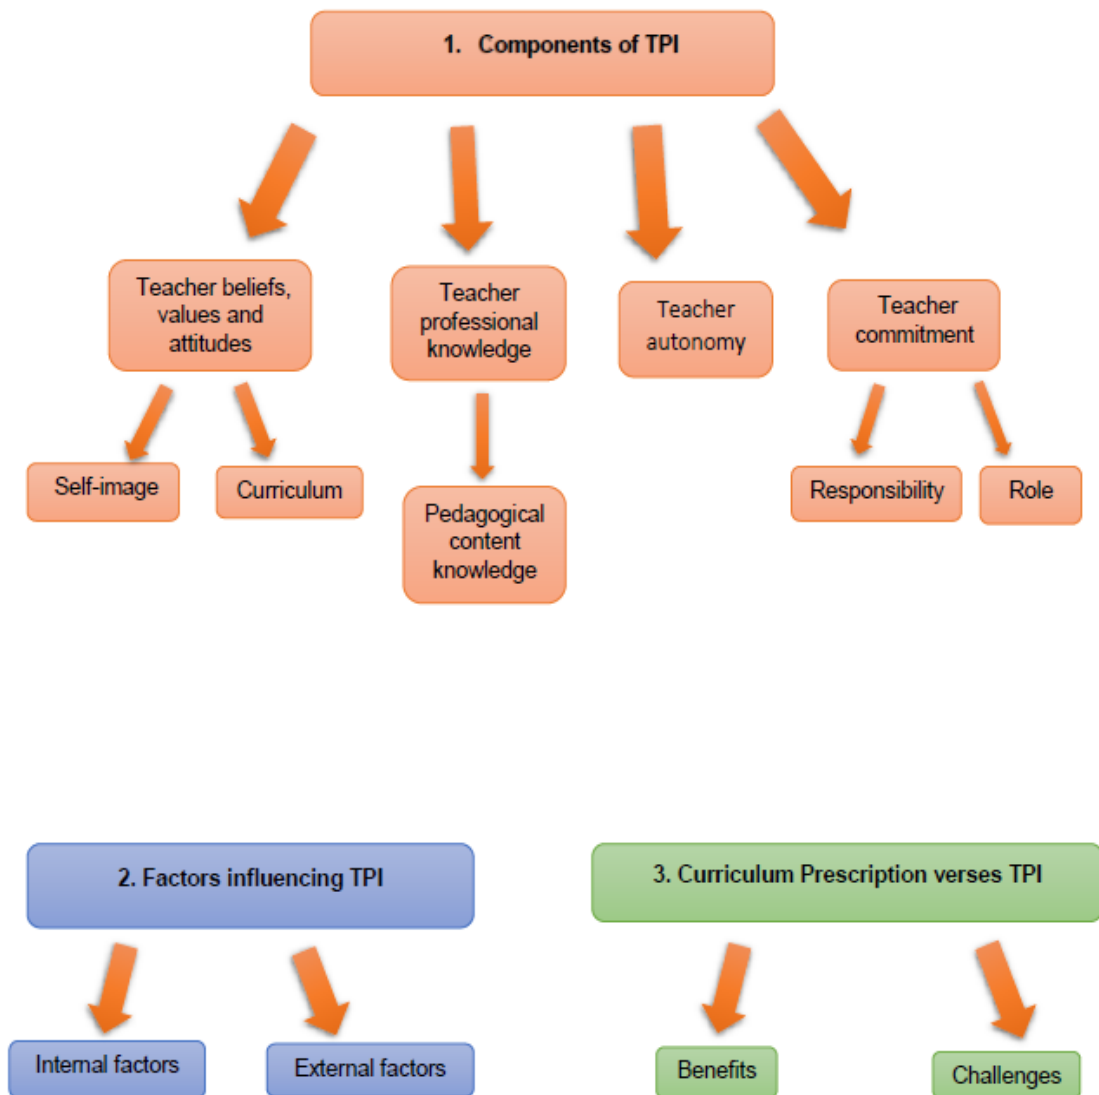 1. Components of TPI
Teacher beliefs,
values and
attitudes
Teacher
professional
knowledge
Teacher
autonomy
Teacher
commitment
Self-image
Curriculum
Pedagogical
content
knowledge
Responsibility
Role
2. Factors influencing TPI
3. Curriculum Prescription verses TPI
Internal factors
External factors
Benefits
Challenges